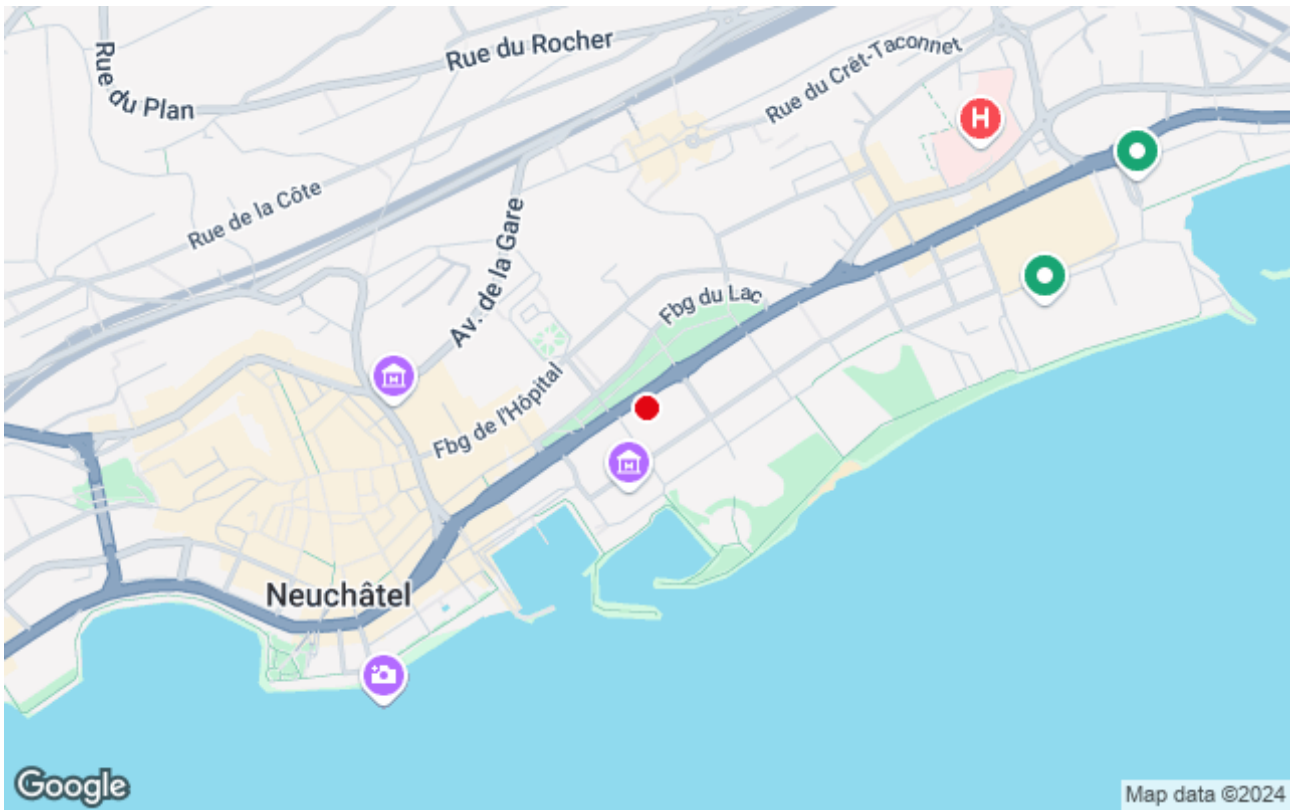 Rue du Rocher
Rue du Plan
Rue du Crêt-Taconnet
H
Rue de la Côte
Av. de la Gare
Fbg du Lac
Fbg de l'Hôpital
Neuchâtel
Google
Map data ©2024